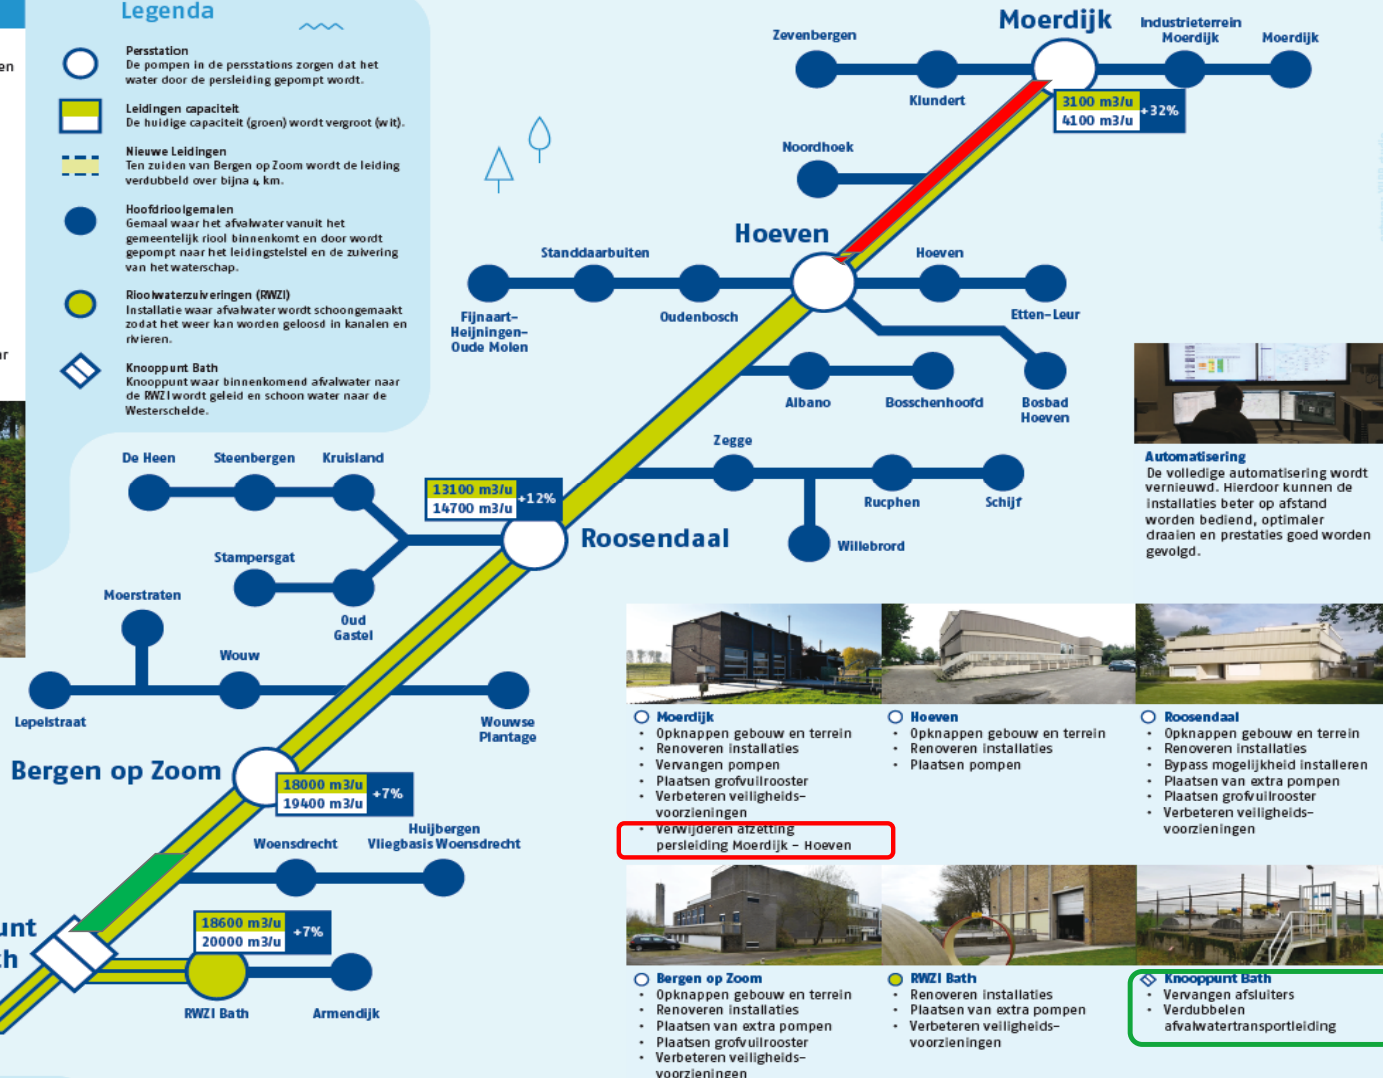 Legenda
Persstation
De pompen in de persstations zorgen dat het
water door de persleiding gepompt wordt.
Leidingen capaciteit
De huidige capaciteit (groen) wordt vergroot (wit).
Nieuwe Leidingen
Ten zuiden van Bergen op Zoom wordt de leiding
verdubbeld over bijna 4 km.
Hoofdrioolgemalen
Gemaal waar het afvalwater vanuit het
gemeentelijk riool binnenkomt en door wordt
gepompt naar het leidingstelstel en de zuivering
van het waterschap.
Rioolwaterzuiveringen (RWZI)
Installatie waar afvalwater wordt schoongemaakt
zodat het weer kan worden geloosd in kanalen en
rivieren.
Knooppunt Bath
Knooppunt waar binnenkomend afvalwater naar
de RWZI wordt geleid en schoon water naar de
Westerschelde.
en
ar
Moerdijk
Zevenbergen
Klundert
Industrieterrein
Moerdijk
Moerdijk
3100 m3/u
4100 m3/u
+32%
Noordhoek
Hoeven
Standdaarbuiten
Hoeven
Fijnaart-
Heijningen-
Oude Molen
Oudenbosch
Etten-Leur
Albano
Bosschenhoofd
Bosbad
Hoeven
Zegge
Rucphen
Schijf
Willebrord
De Heen
Steenbergen
Kruisland
13100 m3/u
14700 m3/u
+12%
Roosendaal
Stampersgat
Oud
Gastel
Moerstraten
Wouw
Lepelstraat
Wouwse
Plantage
Bergen op Zoom
18000 m3/u
19400 m3/u
+7%
Woensdrecht
Huijbergen
Vliegbasis Woensdrecht
18600 m3/u
20000 m3/u
+7%
unt
th
RWZI Bath
Armendijk
Automatisering
De volledige automatisering wordt
vernieuwd. Hierdoor kunnen de
installaties beter op afstand
worden bediend, optimaler
draaien en prestaties goed worden
gevolgd.
Moerdijk
• Opknappen gebouw en terrein
• Renoveren installaties
• Vervangen pompen
• Plaatsen grofvuilrooster
• Verbeteren veiligheids-
voorzieningen
• Verwijderen afzetting
persleiding Moerdijk - Hoeven
Hoeven
• Opknappen gebouw en terrein
• Renoveren installaties
• Plaatsen pompen
Roosendaal
• Opknappen gebouw en terrein
• Renoveren installaties
• Bypass mogelijkheid installeren
• Plaatsen van extra pompen
• Plaatsen grofvuilrooster
• Verbeteren veiligheids-
voorzieningen
Bergen op Zoom
• Opknappen gebouw en terrein
• Renoveren installaties
• Plaatsen van extra pompen
• Plaatsen grofvuilrooster
• Verbeteren veiligheids-
voorzieningen
RWZI Bath
• Renoveren installaties
• Plaatsen van extra pompen
• Verbeteren veiligheids-
voorzieningen
Knooppunt Bath
• Vervangen afsluiters
• Verdubbelen
afvalwatertransportleiding